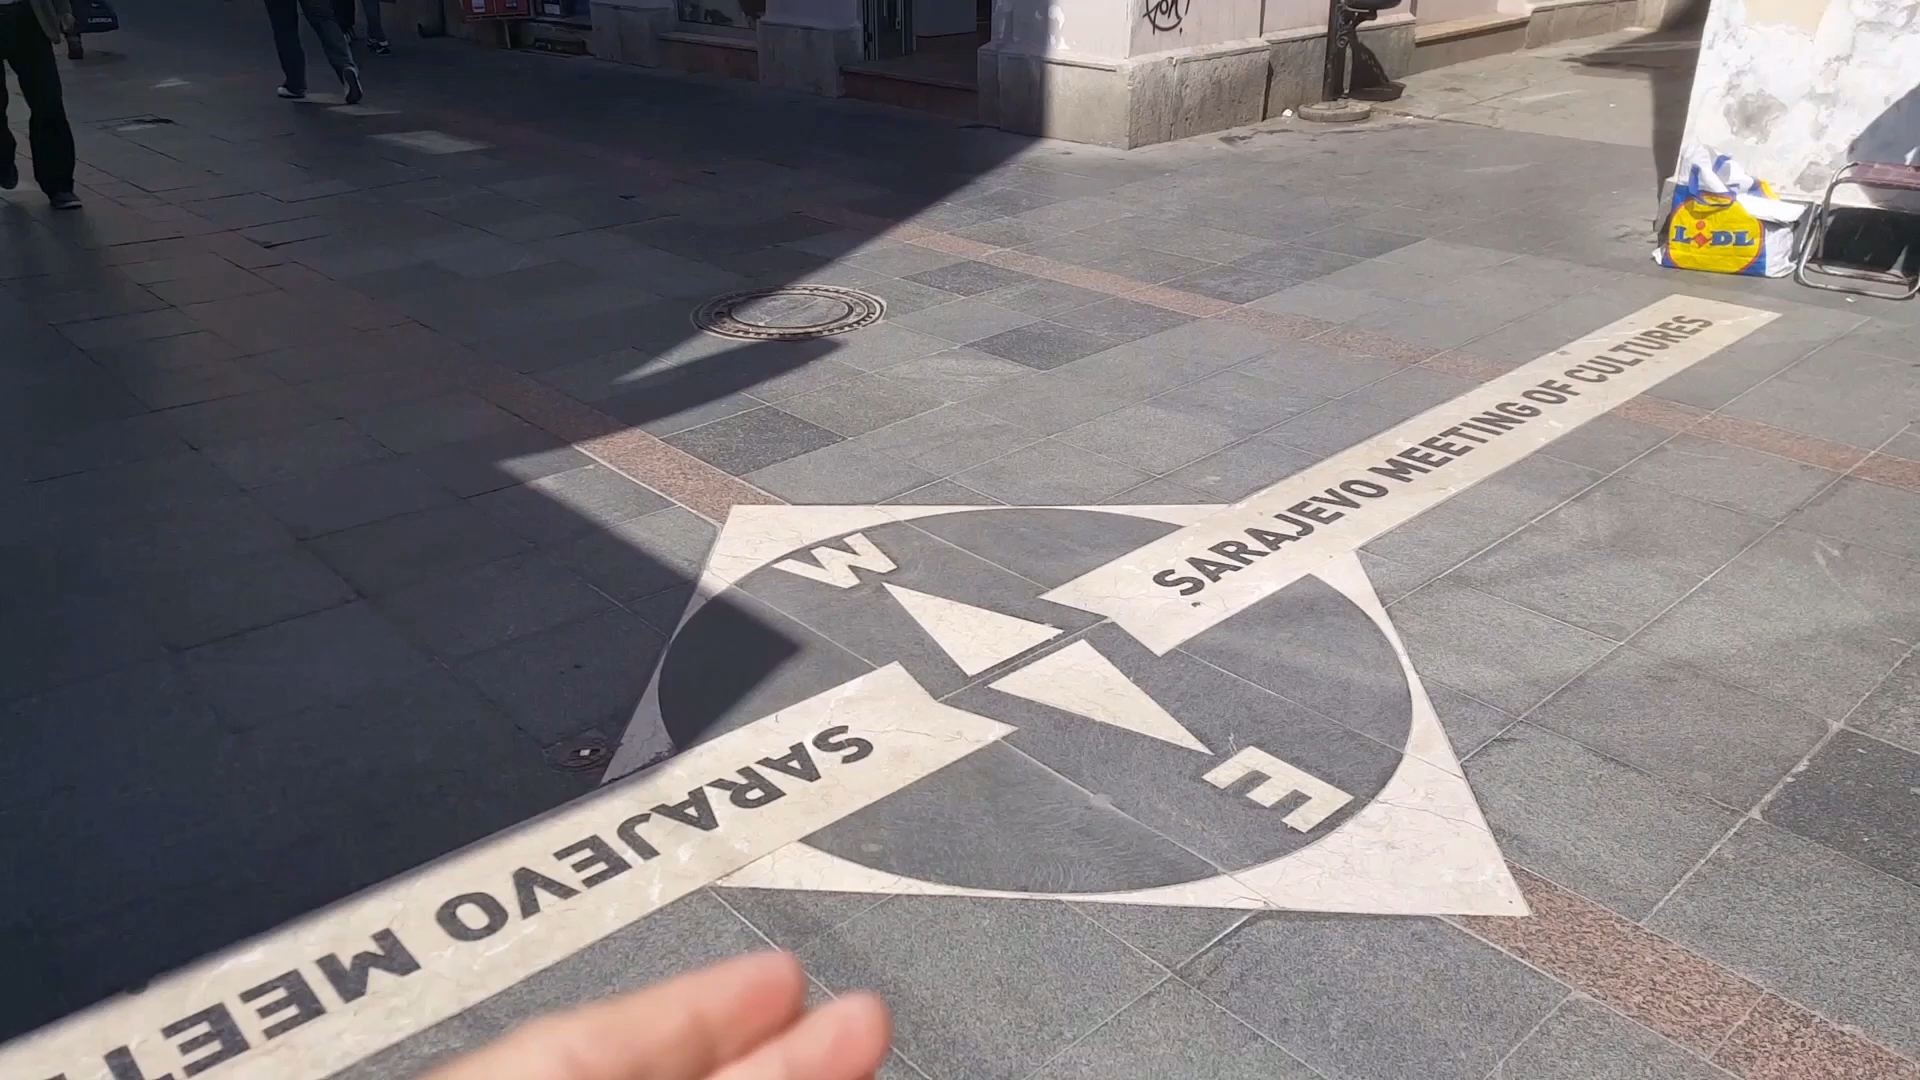 LIDL
SARAJEVO MEETING OF CULTURES
W
E
SARAJEVO MEET